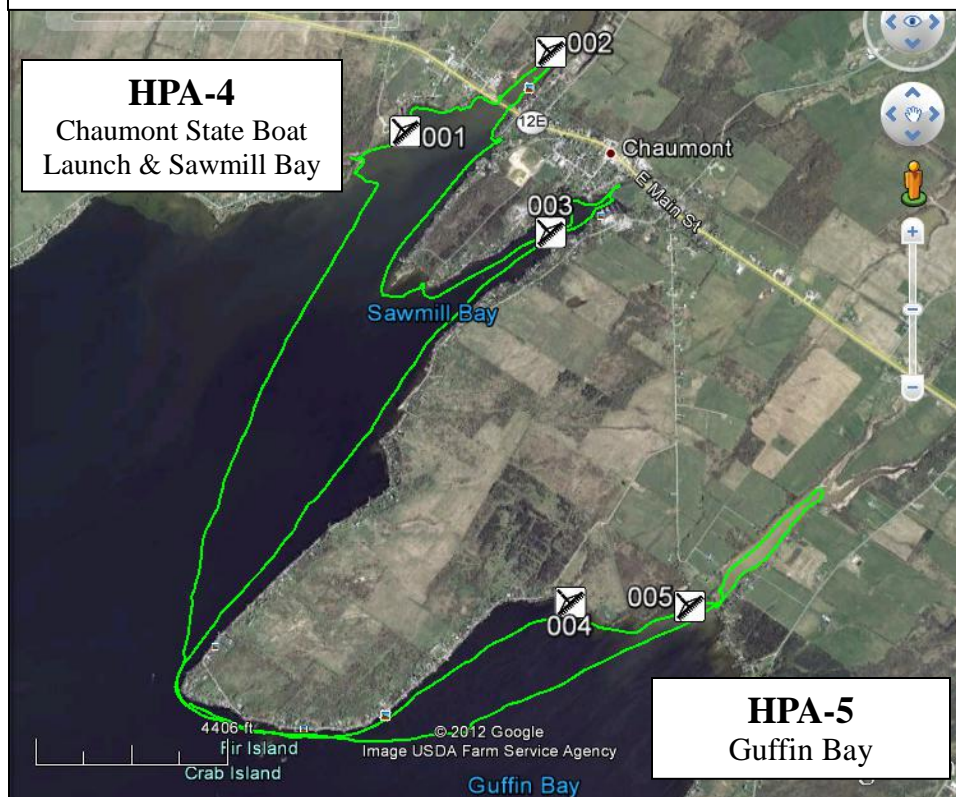 HPA-4
Chaumont State Boat
Launch & Sawmill Bay
002
001
12E
Chaumont
E Main St
003
Sawmill Bay
005
004
4406 ft
Fir Island
Crab Island
© 2012 Google
Image USDA Farm Service Agency
Guffin Bay
HPA-5
Guffin Bay